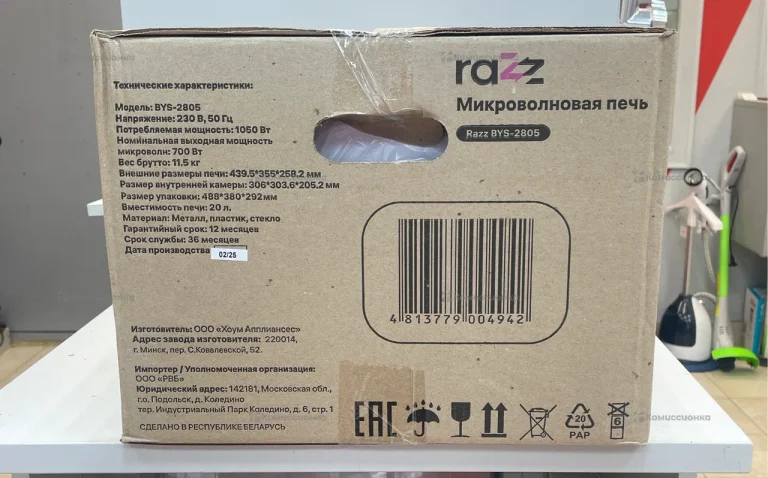 razz
Микроволновая печь
Razz BYS-2805
Технические характеристики:
Модель: BYS-2805
Напряжение: 230 В, 50 Гц
Потребляемая мощность: 1050 Вт
Номинальная выходная мощность
микроволн: 700 Вт
Вес брутто: 11.5 кг
Внешние размеры печи: 439.5*355*258.2 мм
Размер внутренней камеры: 306*303.6*205.2 мм
Размер упаковки: 488*380*292мм
Вместимость печи: 20 л.
Материал: Металл, пластик, стекло
Гарантийный срок: 12 месяцев
Срок службы: 36 месяцев
Дата производства 02/25
4 813779 004942
Изготовитель: ООО «Хоум Апплиансес»
Адрес завода изготовителя: 220014,
г. Минск, пер. С.Ковалевской, 52.
Импортер / Уполномоченная организация:
ООО «РВБ»
Юридический адрес: 142181, Московская обл.,
г.о. Подольск, д. Коледино
тер. Индустриальный Парк Коледино, д. 6, стр. 1
СДЕЛАНО В РЕСПУБЛИКЕ БЕЛАРУСЬ
EAC
20
PAP
6
Комиссионка